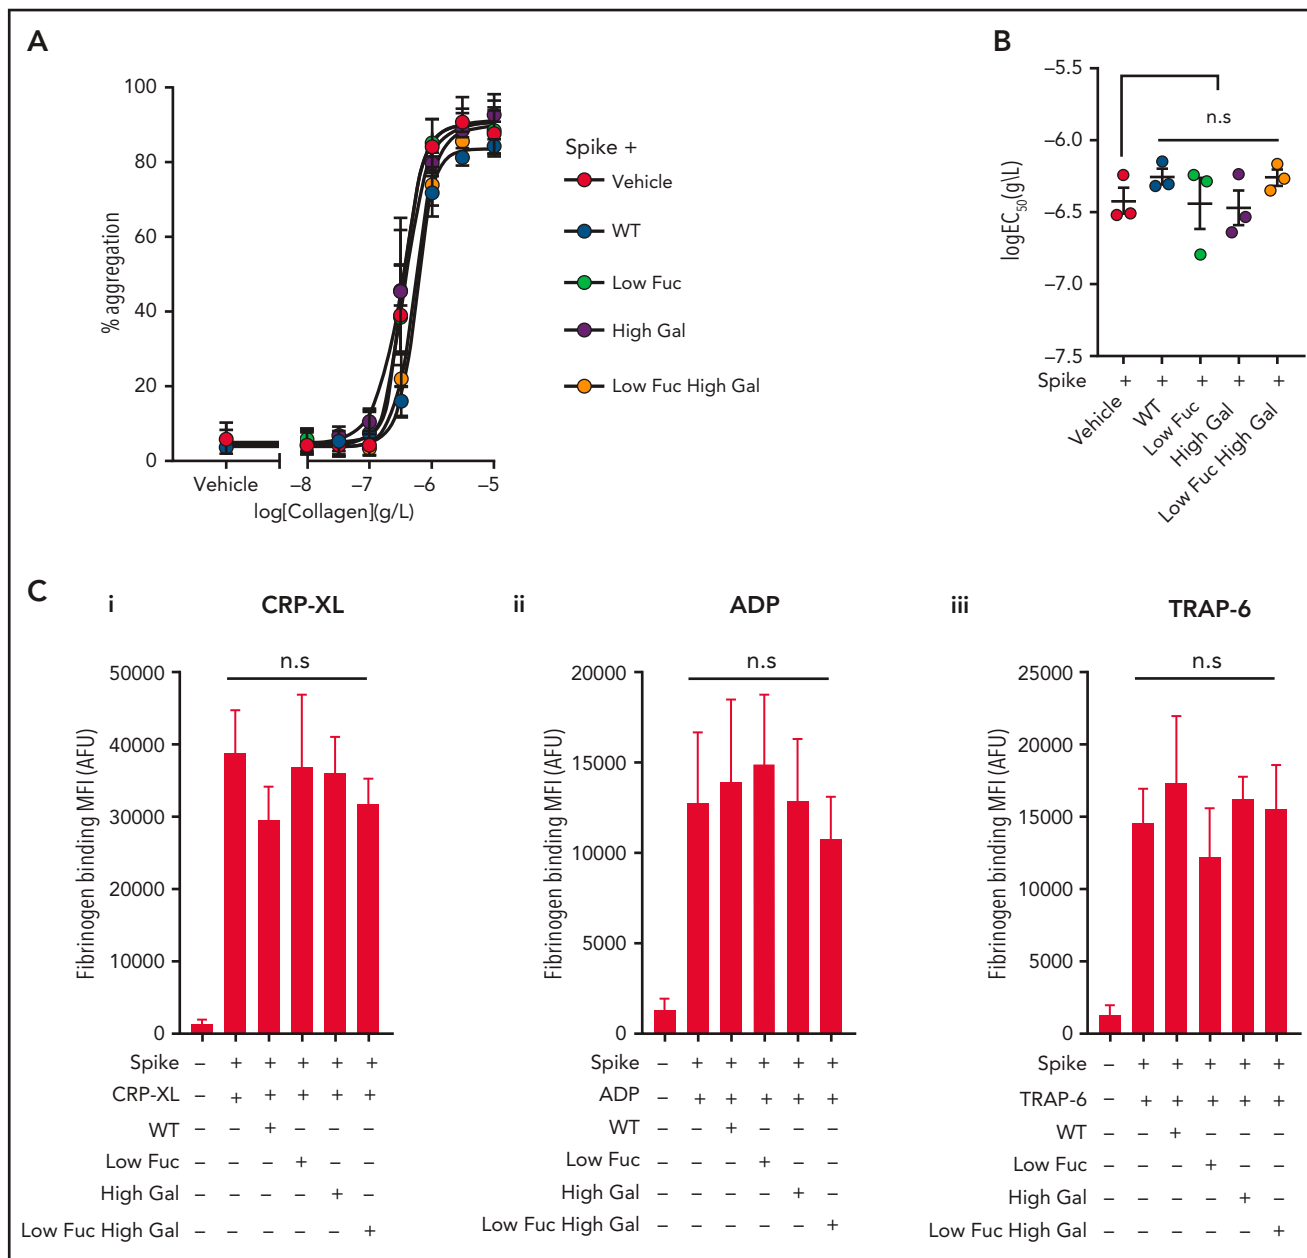 A
100
80
60
40
20
0
% aggregation
Vehicle
–8
–7
–6
–5
log[Collagen](g/L)
Spike +
Vehicle
WT
Low Fuc
High Gal
Low Fuc High Gal
B
–5.5
–6.0
–6.5
–7.0
–7.5
logEC50(g\L)
n.s
Spike + + + + +
Vehicle
WT
Low Fuc
High Gal
Low Fuc High Gal
C
i
CRP-XL
n.s
50000
40000
30000
20000
10000
0
Fibrinogen binding MFI (AFU)
Spike – + + + + +
CRP-XL – + + + + +
WT – – + – – –
Low Fuc – – – + – –
High Gal – – – – + –
Low Fuc High Gal – – – – – +
ii
ADP
n.s
20000
15000
10000
5000
0
Fibrinogen binding MFI (AFU)
Spike – + + + + +
ADP – + + + + +
WT – – + – – –
Low Fuc – – – + – –
High Gal – – – – + –
Low Fuc High Gal – – – – – +
iii
TRAP-6
n.s
25000
20000
15000
10000
5000
0
Fibrinogen binding MFI (AFU)
Spike – + + + + +
TRAP-6 – + + + + +
WT – – + – – –
Low Fuc – – – + – –
High Gal – – – – + –
Low Fuc High Gal – – – – – +